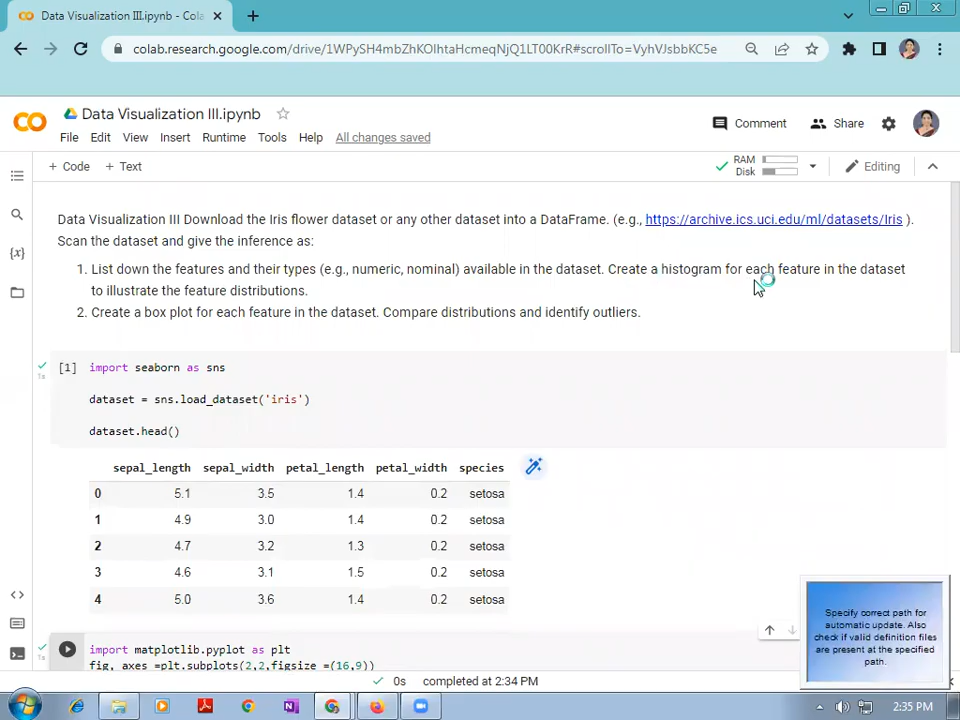 Data Visualization III.ipynb - Cola
colab.research.google.com/drive/1WPySH4mbZhKOlhtaHcmeqNjQ1LT00KrR#scrollTo=VyhVJsbbKC5e
Data Visualization III.ipynb
File Edit View Insert Runtime Tools Help All changes saved
Comment Share
+ Code + Text
RAM
Disk
Editing
Data Visualization III Download the Iris flower dataset or any other dataset into a DataFrame. (e.g., https://archive.ics.uci.edu/ml/datasets/Iris ).
Scan the dataset and give the inference as:
1. List down the features and their types (e.g., numeric, nominal) available in the dataset. Create a histogram for each feature in the dataset
to illustrate the feature distributions.
2. Create a box plot for each feature in the dataset. Compare distributions and identify outliers.
[1] import seaborn as sns
1s
dataset = sns.load_dataset('iris')
dataset.head()
sepal_length sepal_width petal_length petal_width species
0 5.1 3.5 1.4 0.2 setosa
1 4.9 3.0 1.4 0.2 setosa
2 4.7 3.2 1.3 0.2 setosa
3 4.6 3.1 1.5 0.2 setosa
4 5.0 3.6 1.4 0.2 setosa
import matplotlib.pyplot as plt
1s
fig, axes =plt.subplots(2,2,figsize =(16,9))
Specify correct path for
automatic update. Also
check if valid definition files
are present at the specified
path.
0s completed at 2:34 PM
2:35 PM